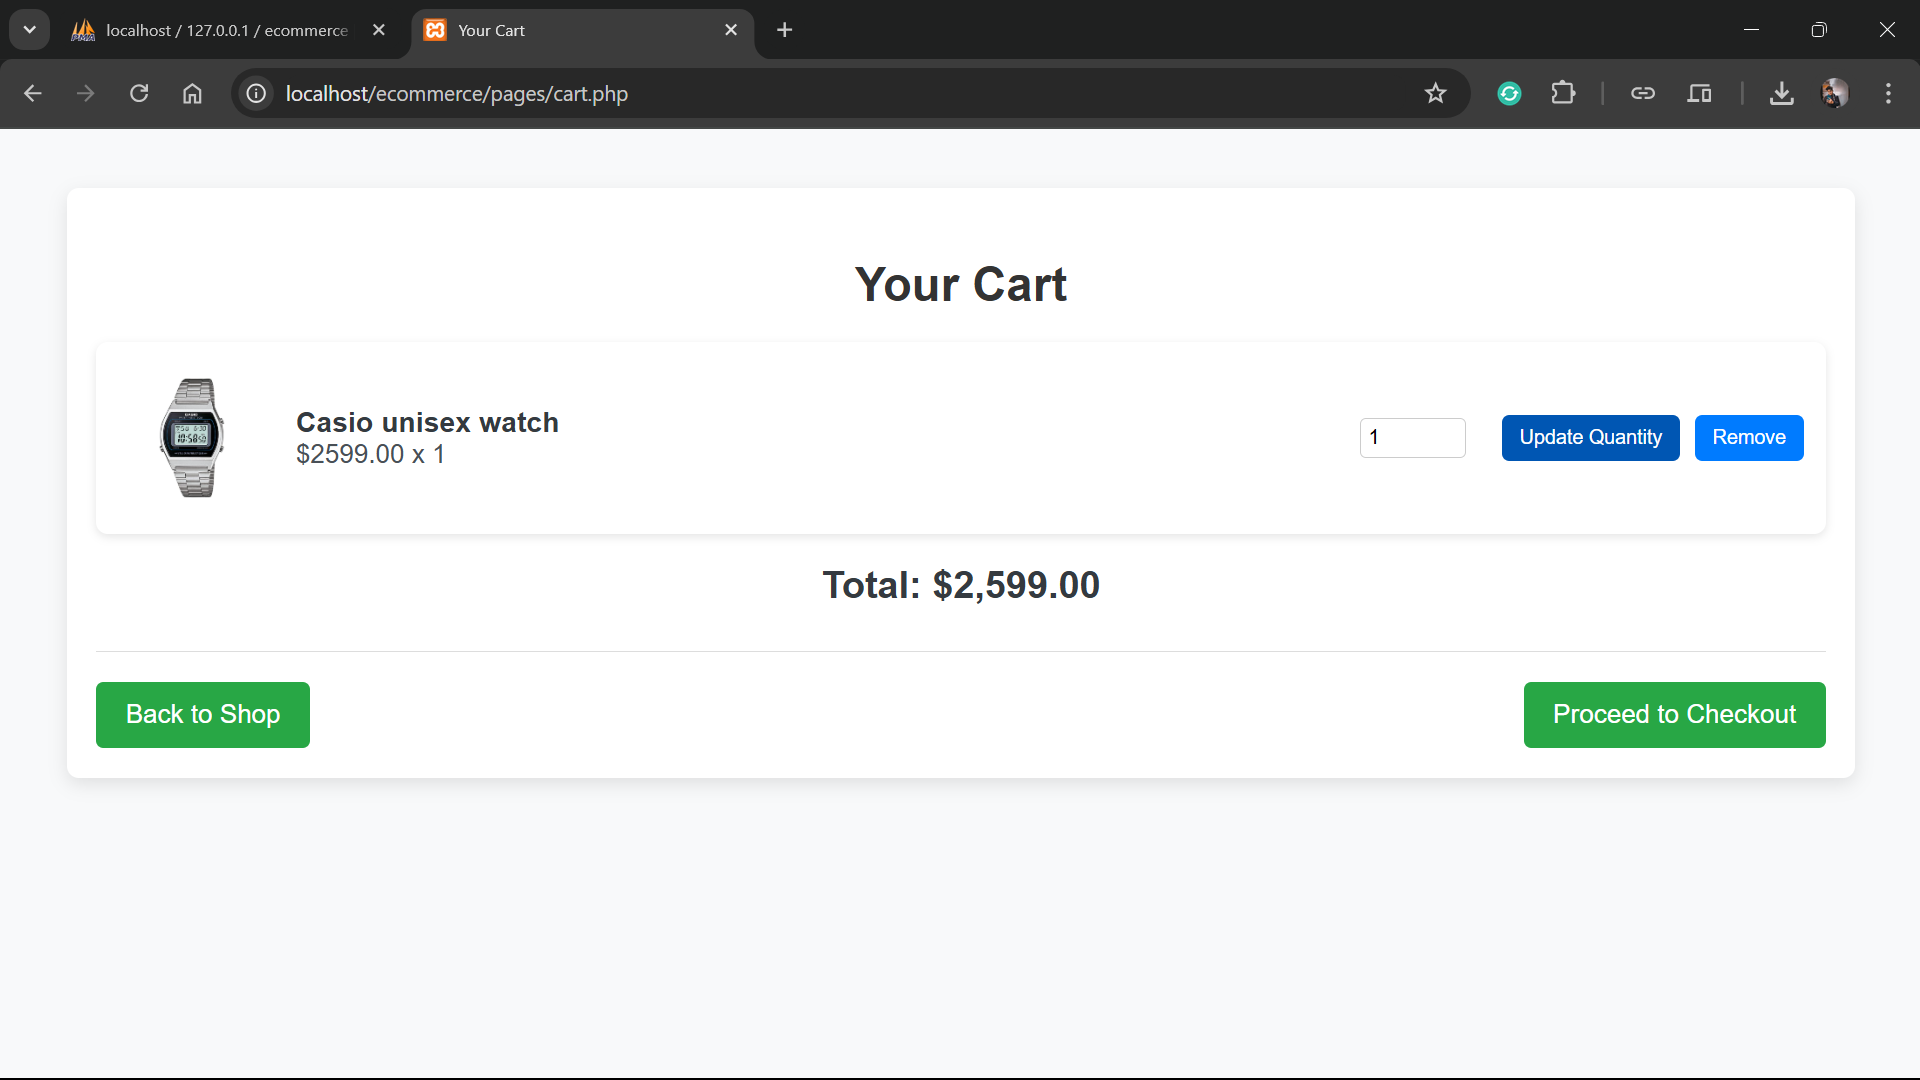 localhost / 127.0.0.1 / ecommerce
Your Cart
localhost/ecommerce/pages/cart.php
Your Cart
Casio unisex watch
$2599.00 x 1
1
Update Quantity
Remove
Total: $2,599.00
Back to Shop
Proceed to Checkout